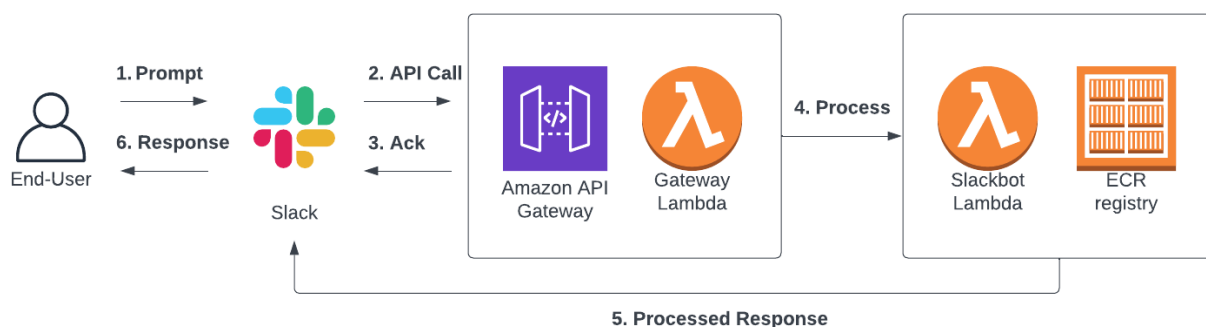 1. Prompt
2. API Call
4. Process
6. Response
3. Ack
End-User
Slack
Amazon API
Gateway
Gateway
Lambda
Slackbot
Lambda
ECR
registry
5. Processed Response